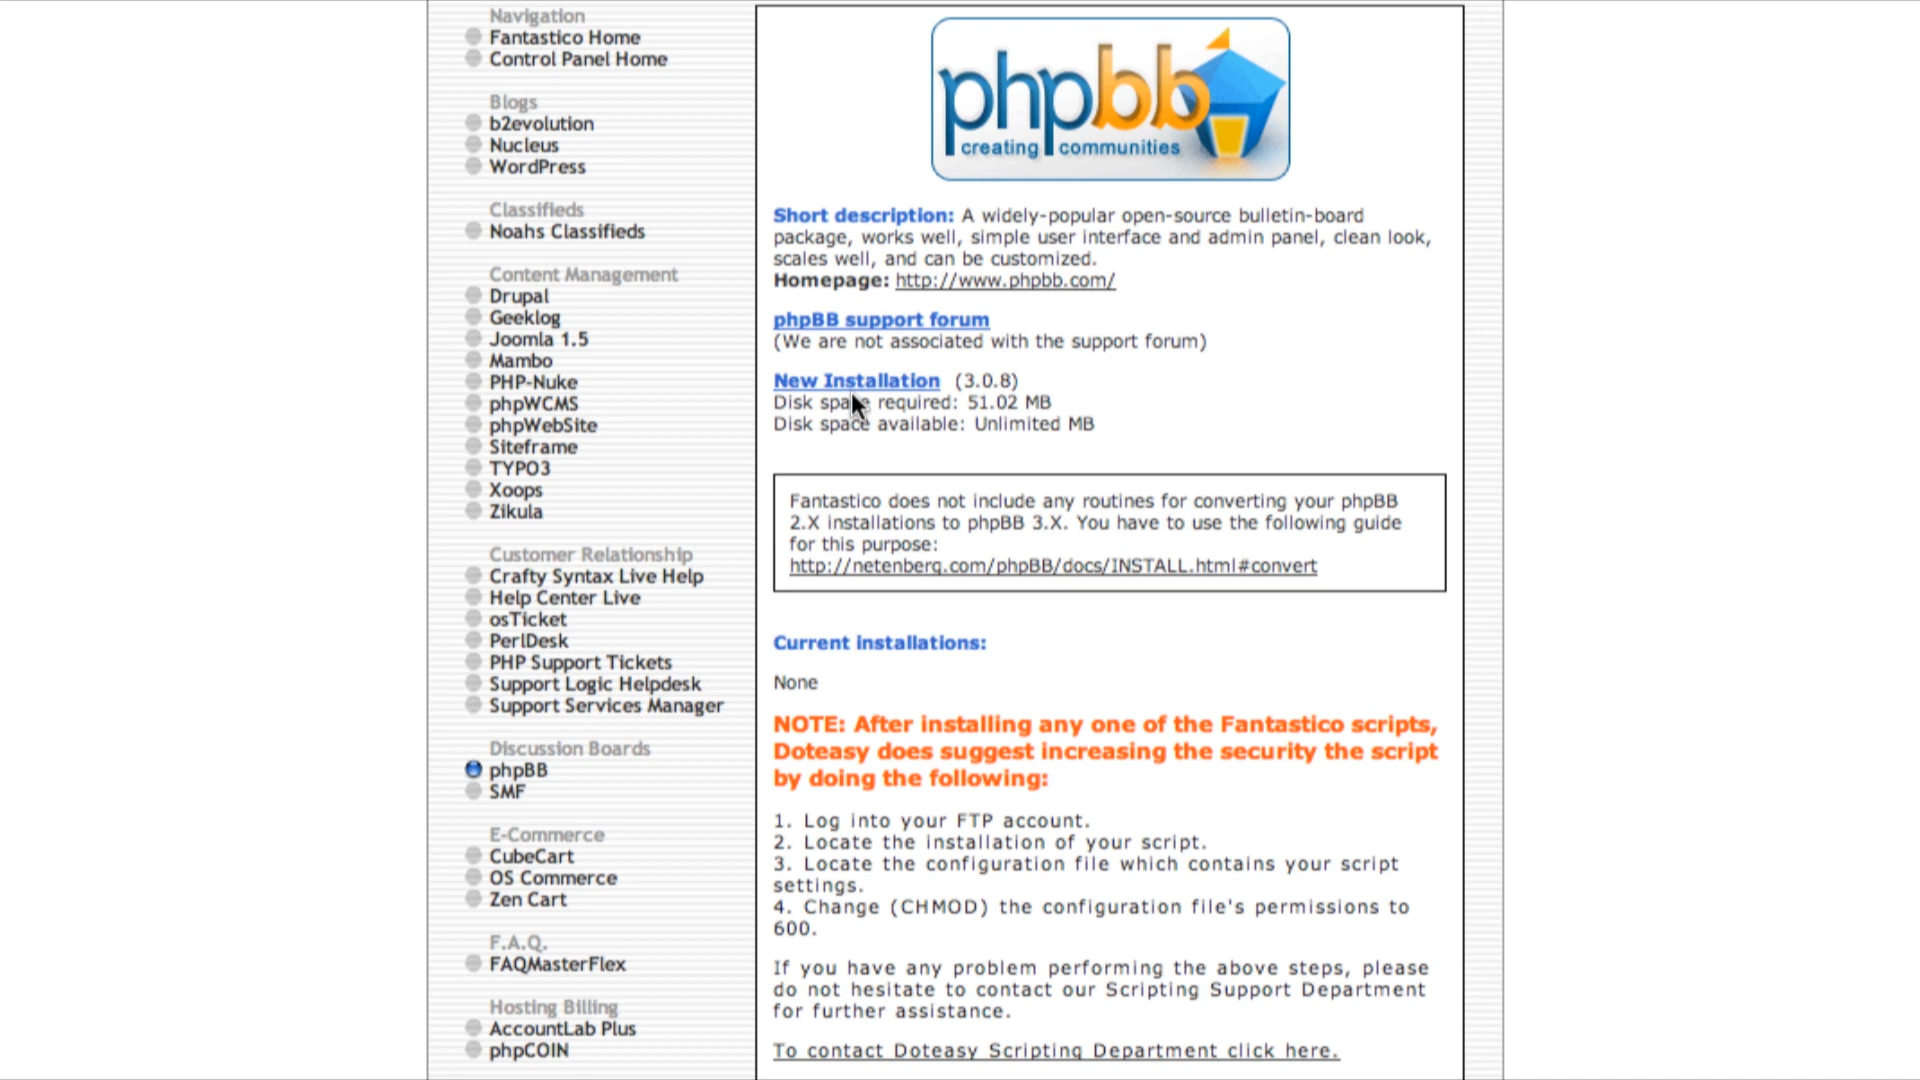 Navigation
Fantastico Home
Control Panel Home
Blogs
b2evolution
Nucleus
WordPress
Classifieds
Noahs Classifieds
Content Management
Drupal
Geeklog
Joomla 1.5
Mambo
PHP-Nuke
phpWCMS
phpWebSite
Siteframe
TYPO3
Xoops
Zikula
Customer Relationship
Crafty Syntax Live Help
Help Center Live
osTicket
PerlDesk
PHP Support Tickets
Support Logic Helpdesk
Support Services Manager
Discussion Boards
phpBB
SMF
E-Commerce
CubeCart
OS Commerce
Zen Cart
F.A.Q.
FAQMasterFlex
Hosting Billing
AccountLab Plus
phpCOIN
phpbb
creating communities
Short description: A widely-popular open-source bulletin-board
package, works well, simple user interface and admin panel, clean look,
scales well, and can be customized.
Homepage: http://www.phpbb.com/
phpBB support forum
(We are not associated with the support forum)
New Installation (3.0.8)
Disk space required: 51.02 MB
Disk space available: Unlimited MB
Fantastico does not include any routines for converting your phpBB
2.X installations to phpBB 3.X. You have to use the following guide
for this purpose:
http://netenberg.com/phpBB/docs/INSTALL.html#convert
Current installations:
None
NOTE: After installing any one of the Fantastico scripts,
Doteasy does suggest increasing the security the script
by doing the following:
1. Log into your FTP account.
2. Locate the installation of your script.
3. Locate the configuration file which contains your script
settings.
4. Change (CHMOD) the configuration file's permissions to
600.
If you have any problem performing the above steps, please
do not hesitate to contact our Scripting Support Department
for further assistance.
To contact Doteasy Scripting Department click here.